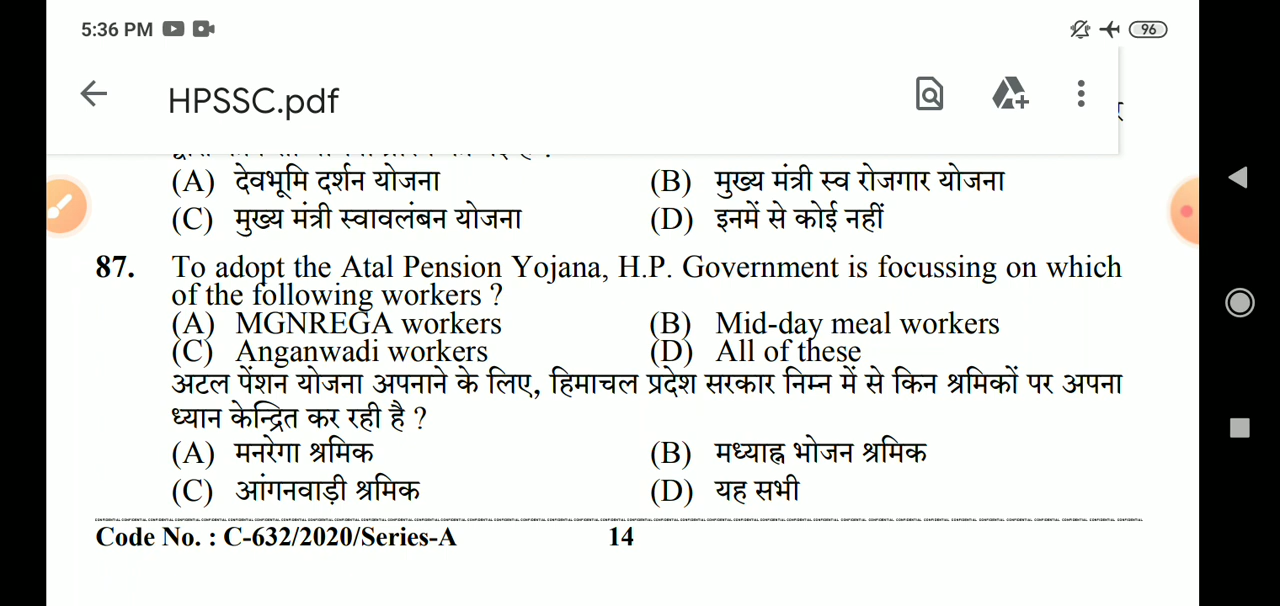 5:36 PM
96
HPSSC.pdf
(A) देवभूमि दर्शन योजना (B) मुख्य मंत्री स्व रोजगार योजना
(C) मुख्य मंत्री स्वावलंबन योजना (D) इनमें से कोई नहीं
87. To adopt the Atal Pension Yojana, H.P. Government is focussing on which
of the following workers ?
(A) MGNREGA workers (B) Mid-day meal workers
(C) Anganwadi workers (D) All of these
अटल पेंशन योजना अपनाने के लिए, हिमाचल प्रदेश सरकार निम्न में से किन श्रमिकों पर अपना
ध्यान केन्द्रित कर रही है ?
(A) मनरेगा श्रमिक (B) मध्याह्न भोजन श्रमिक
(C) आंगनवाड़ी श्रमिक (D) यह सभी
Code No. : C-632/2020/Series-A 14